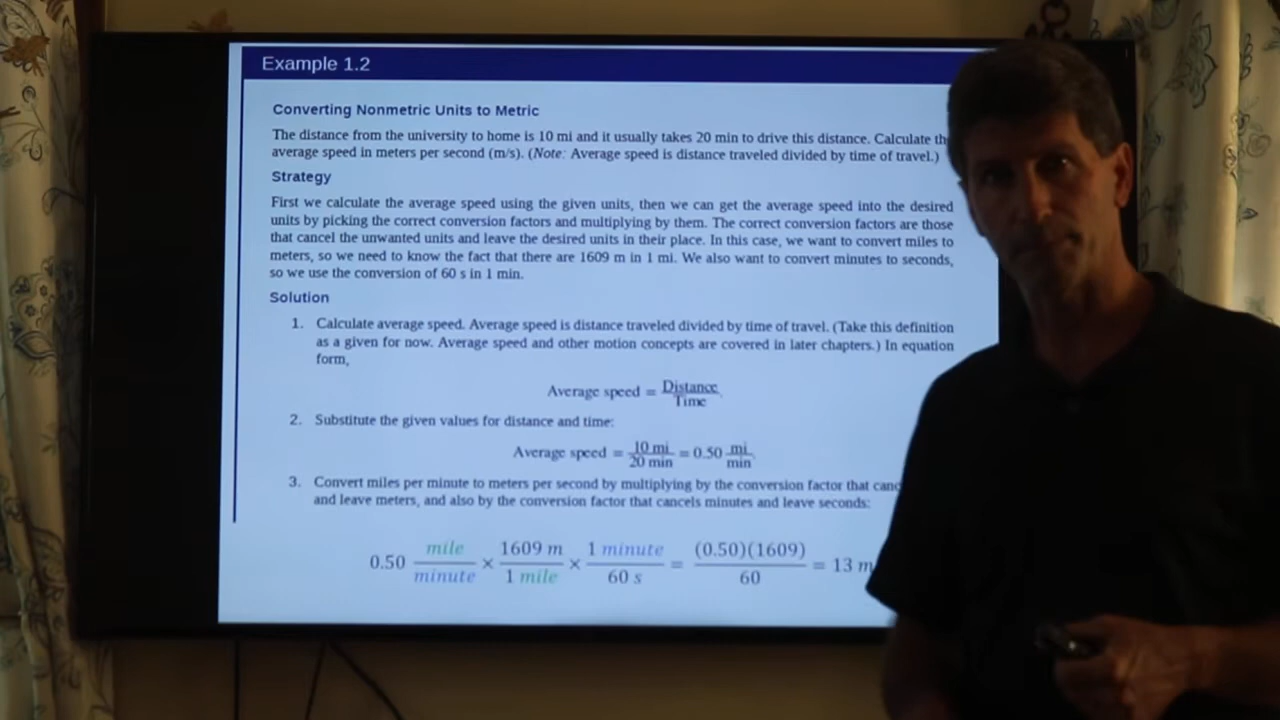 Example 1.2
Converting Nonmetric Units to Metric
The distance from the university to home is 10 mi and it usually takes 20 min to drive this distance. Calculate
average speed in meters per second (m/s). (Note: Average speed is distance traveled divided by time of travel.)
Strategy
First we calculate the average speed using the given units, then we can get the average speed into the desired
units by picking the correct conversion factors and multiplying by them. The correct conversion factors are those
that cancel the unwanted units and leave the desired units in their place. In this case, we want to convert miles to
meters, so we need to know the fact that there are 1609 m in 1 mi. We also want to convert minutes to seconds,
so we use the conversion of 60 s in 1 min.
Solution
1. Calculate average speed. Average speed is distance traveled divided by time of travel. (Take this definition
as a given for now. Average speed and other motion concepts are covered in later chapters.) In equation
form,
Average speed = Distance/Time.
2. Substitute the given values for distance and time:
Average speed = 10 mi/20 min = 0.50 mi/min.
3. Convert miles per minute to meters per second by multiplying by the conversion factor that
and leave meters, and also by the conversion factor that cancels minutes and leave seconds:
0.50 mile/minute × 1609 m/1 mile × 1 minute/60 s = (0.50)(1609)/60 = 13 m